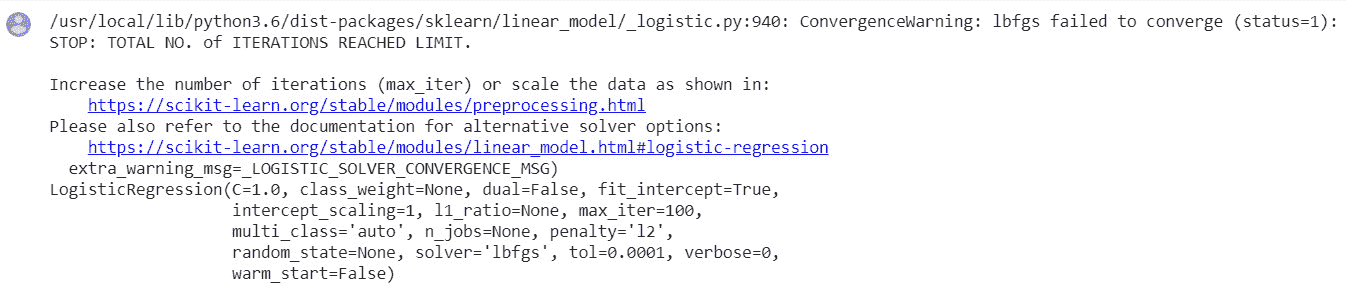 /usr/local/lib/python3.6/dist-packages/sklearn/linear_model/_logistic.py:940: ConvergenceWarning: lbfgs failed to converge (status=1):
STOP: TOTAL NO. of ITERATIONS REACHED LIMIT.

Increase the number of iterations (max_iter) or scale the data as shown in:
    https://scikit-learn.org/stable/modules/preprocessing.html
Please also refer to the documentation for alternative solver options:
    https://scikit-learn.org/stable/modules/linear_model.html#logistic-regression
  extra_warning_msg=_LOGISTIC_SOLVER_CONVERGENCE_MSG)
LogisticRegression(C=1.0, class_weight=None, dual=False, fit_intercept=True,
                   intercept_scaling=1, l1_ratio=None, max_iter=100,
                   multi_class='auto', n_jobs=None, penalty='l2',
                   random_state=None, solver='lbfgs', tol=0.0001, verbose=0,
                   warm_start=False)